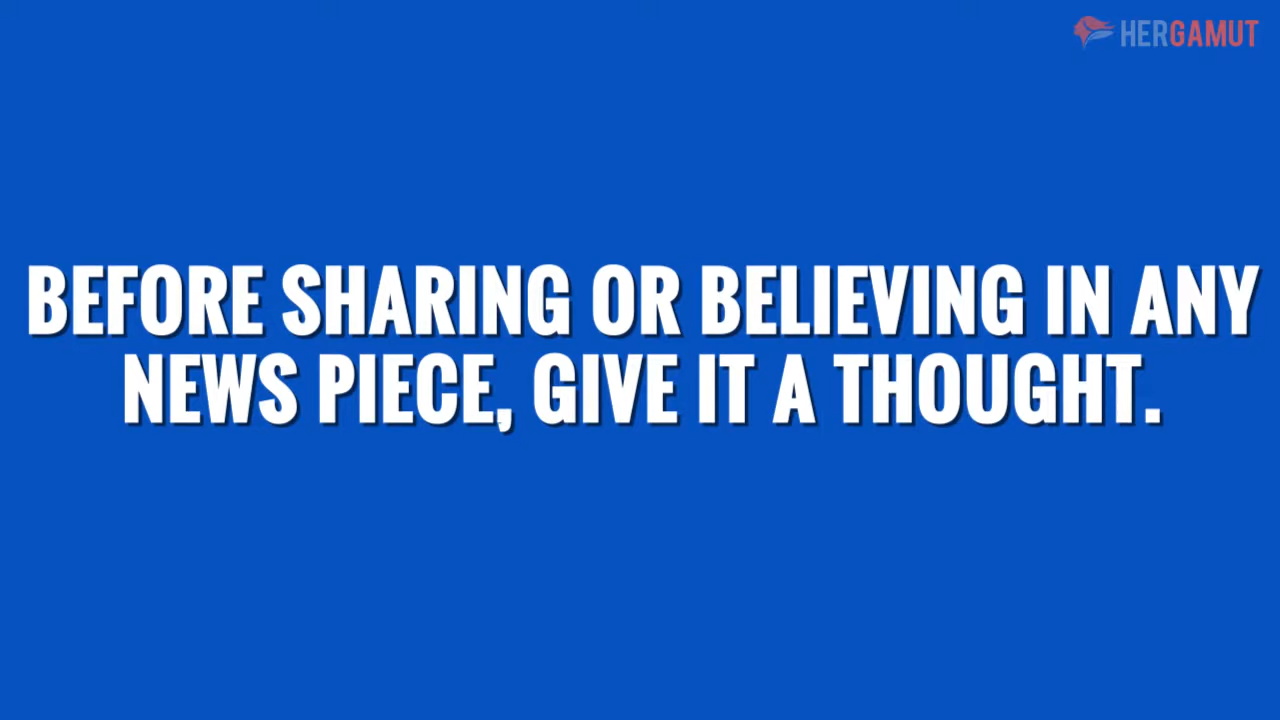 HERGAMUT
BEFORE SHARING OR BELIEVING IN ANY
NEWS PIECE, GIVE IT A THOUGHT.